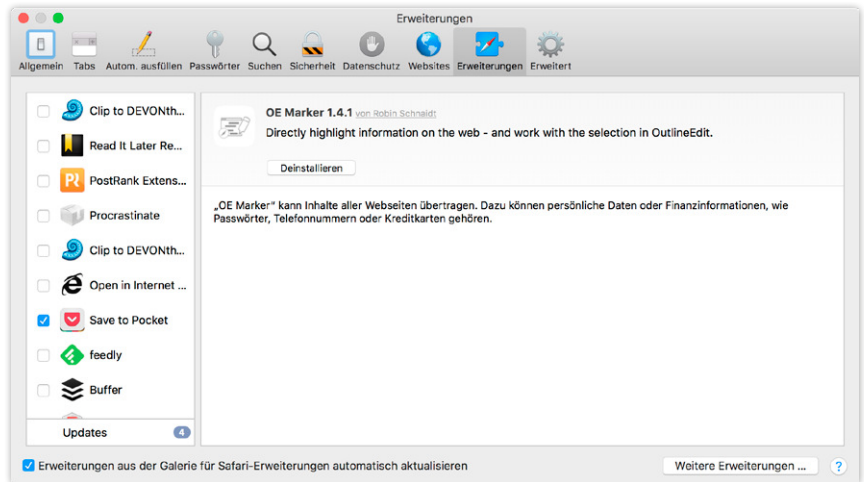 Erweiterungen
Allgemein Tabs Autom. ausfüllen Passwörter Suchen Sicherheit Datenschutz Websites Erweiterungen Erweitert
Clip to DEVONth...
Read It Later Re...
PostRank Extens...
Procrastinate
Clip to DEVONth...
Open in Internet ...
Save to Pocket
feedly
Buffer
Updates 4
OE Marker 1.4.1 von Robin Schnaidt
Directly highlight information on the web - and work with the selection in OutlineEdit.
Deinstallieren
„OE Marker" kann Inhalte aller Webseiten übertragen. Dazu können persönliche Daten oder Finanzinformationen, wie
Passwörter, Telefonnummern oder Kreditkarten gehören.
Erweiterungen aus der Galerie für Safari-Erweiterungen automatisch aktualisieren
Weitere Erweiterungen ... ?